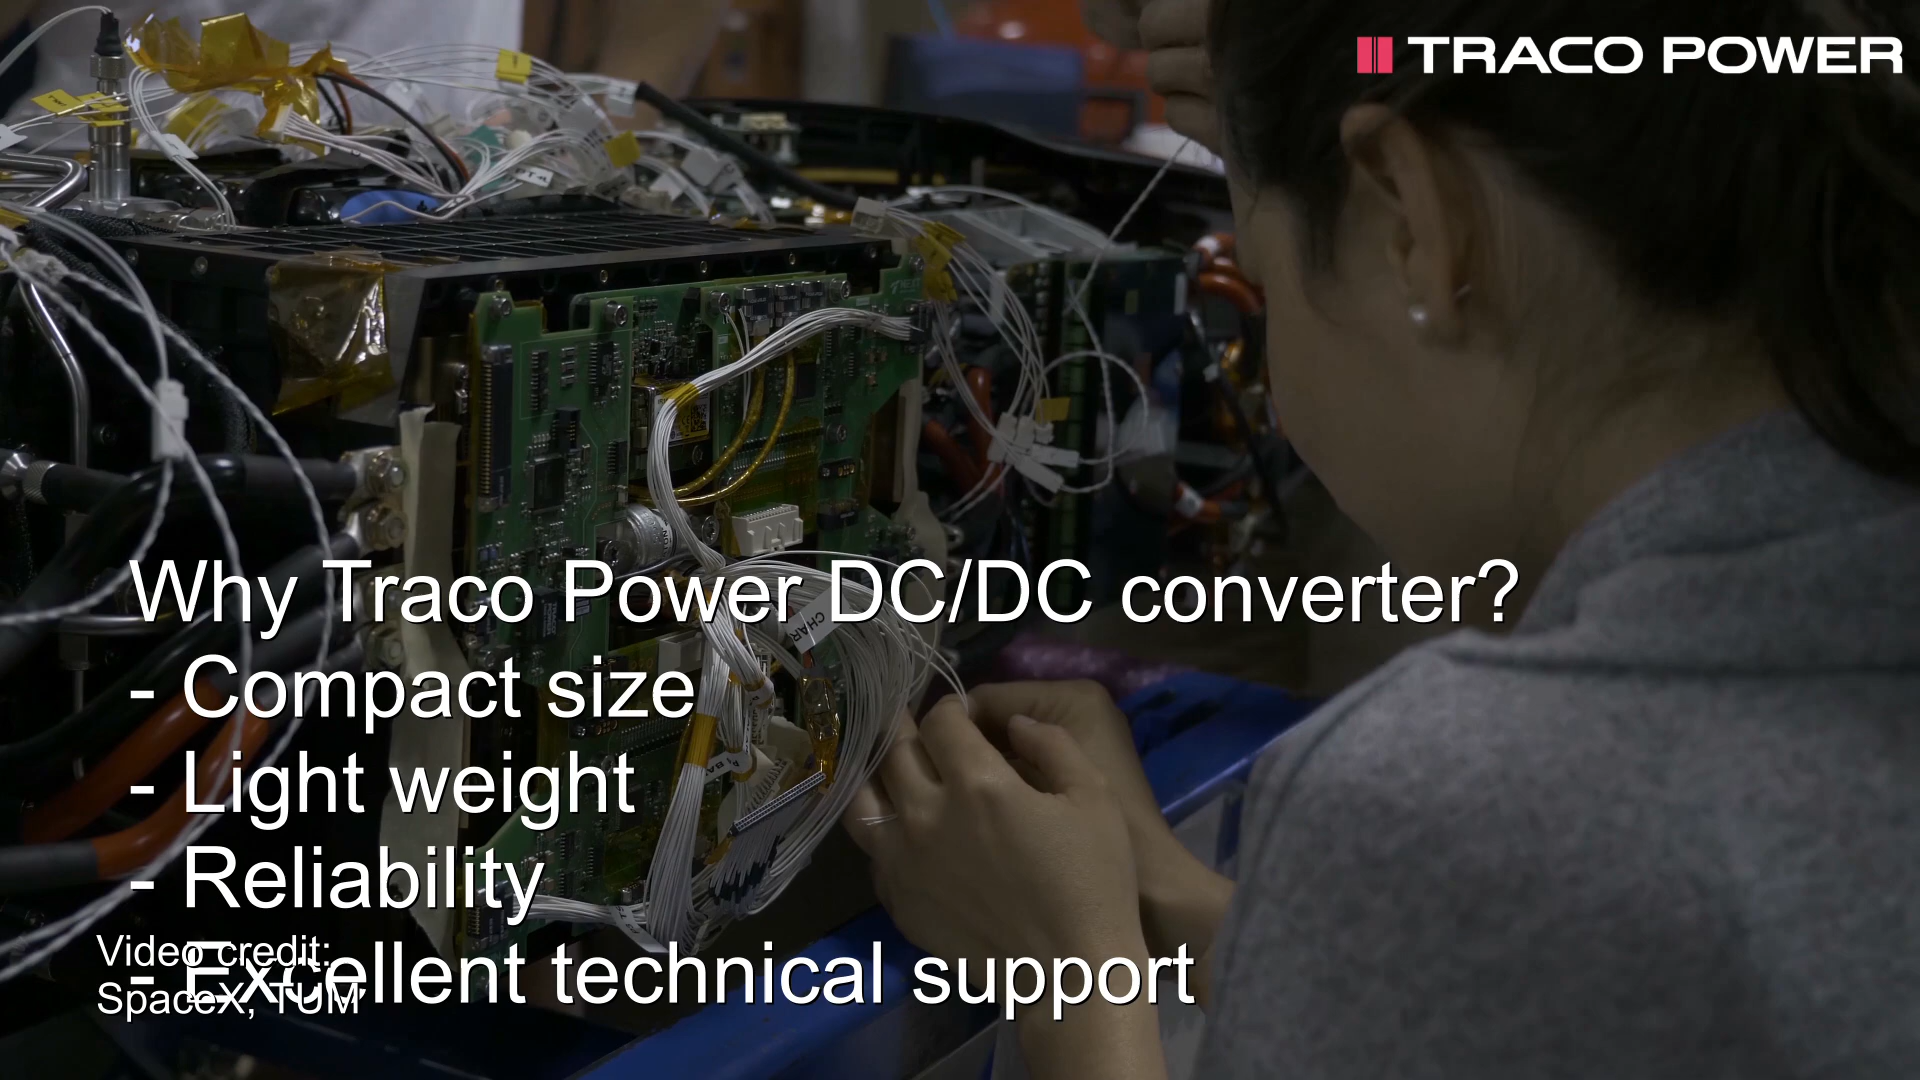 TRACO POWER
Why Traco Power DC/DC converter?
- Compact size
- Light weight
- Reliability
- Excellent technical support
Video credit:
SpaceX, TUM
CHAR